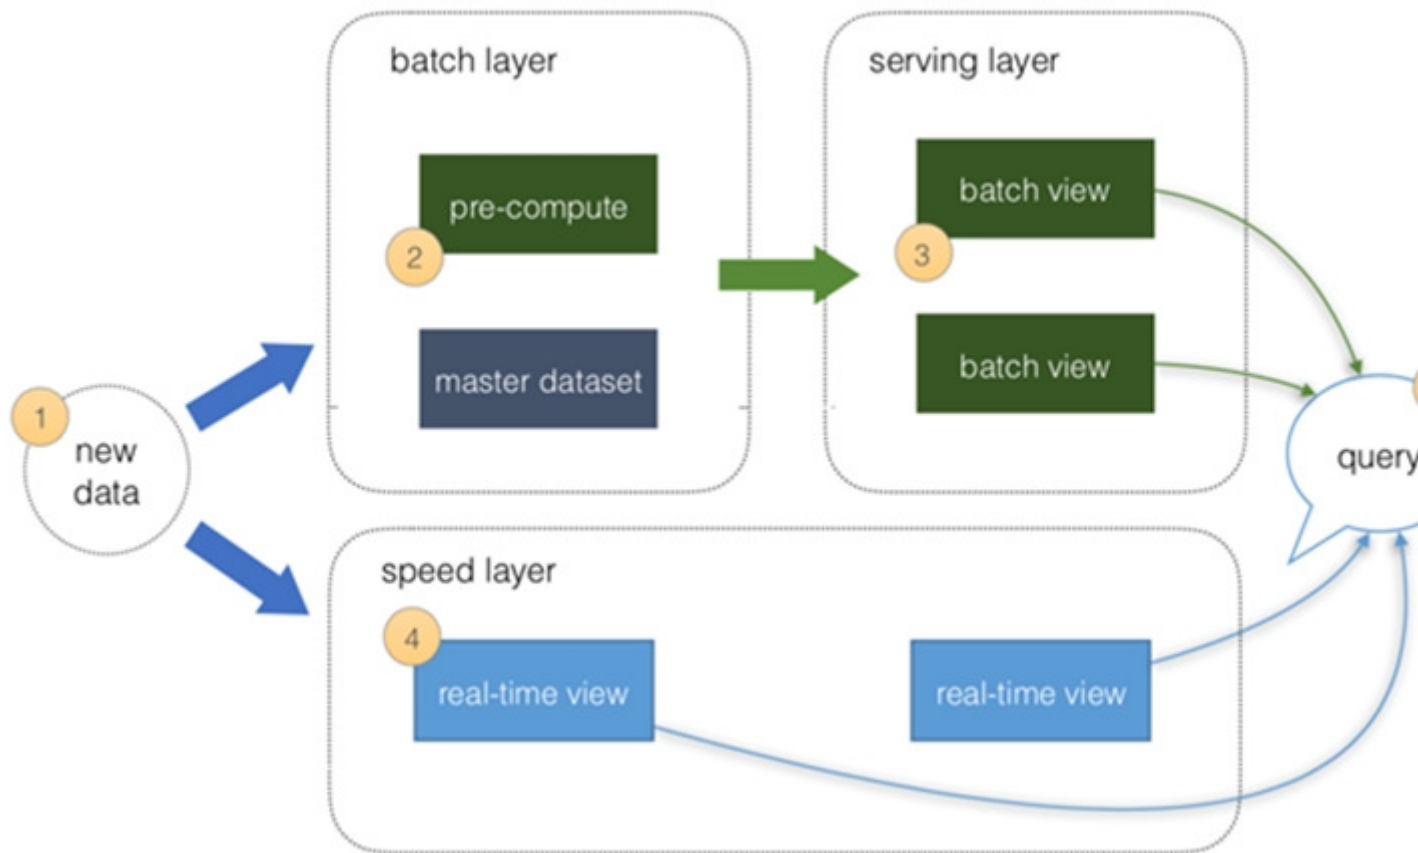 batch layer
serving layer
pre-compute
batch view
2
3
master dataset
batch view
1
new
data
query
speed layer
4
real-time view
real-time view